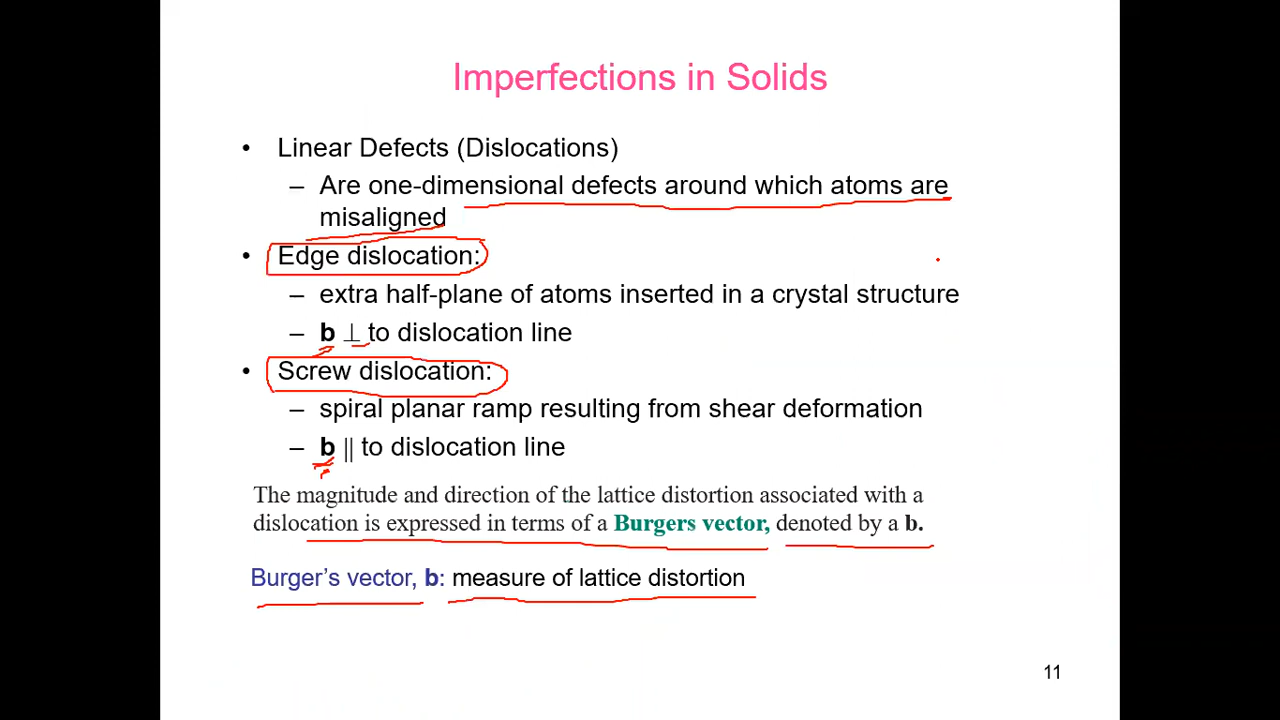 Imperfections in Solids
• Linear Defects (Dislocations)
– Are one-dimensional defects around which atoms are
misaligned
• Edge dislocation:
– extra half-plane of atoms inserted in a crystal structure
– b ⊥ to dislocation line
• Screw dislocation:
– spiral planar ramp resulting from shear deformation
– b || to dislocation line
The magnitude and direction of the lattice distortion associated with a
dislocation is expressed in terms of a Burgers vector, denoted by a b.
Burger's vector, b: measure of lattice distortion
11